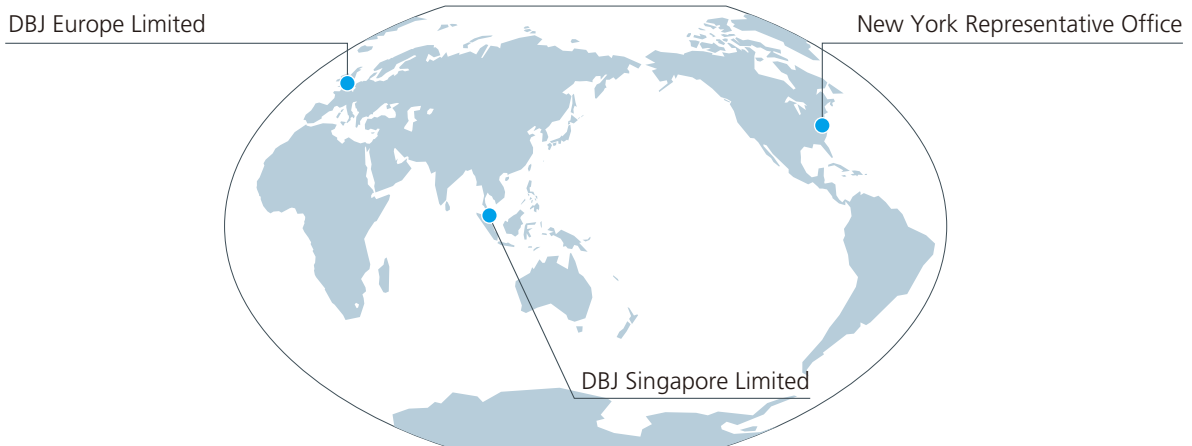 DBJ Europe Limited
New York Representative Office
DBJ Singapore Limited